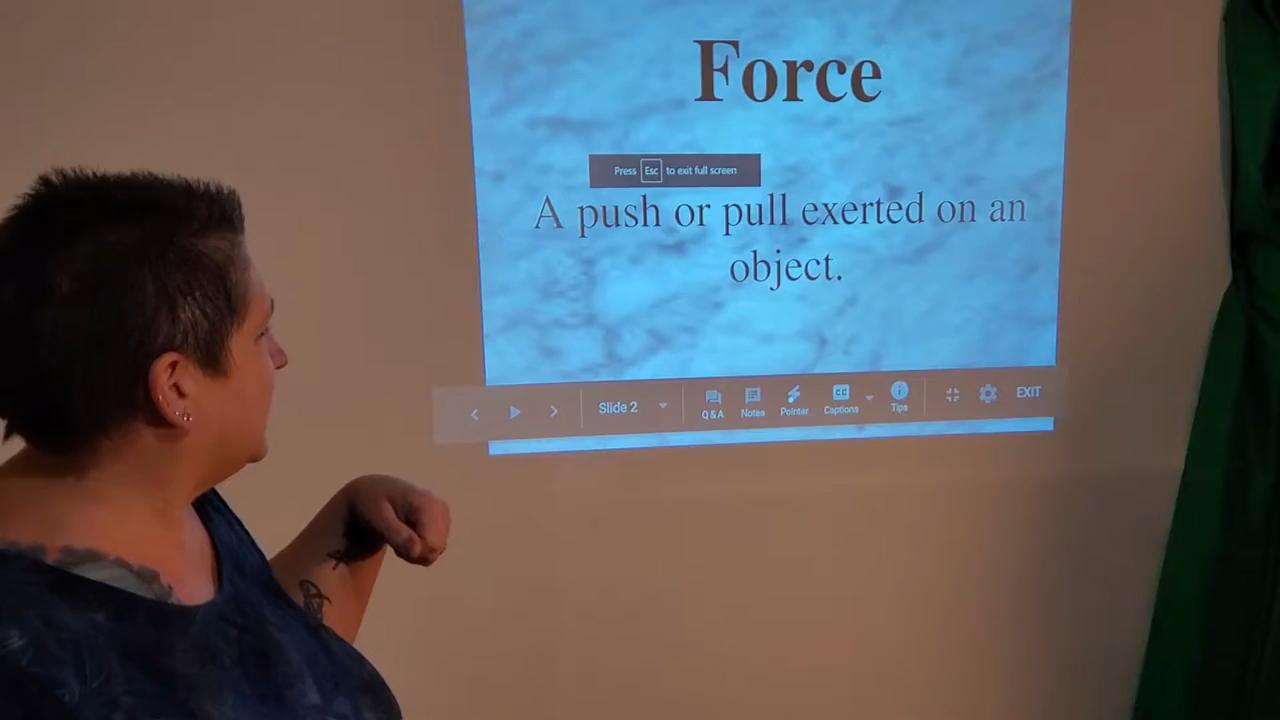 Force
Press Esc to exit full screen
A push or pull exerted on an
object.
Slide 2
Q&A Notes Pointer Captions Tips EXIT